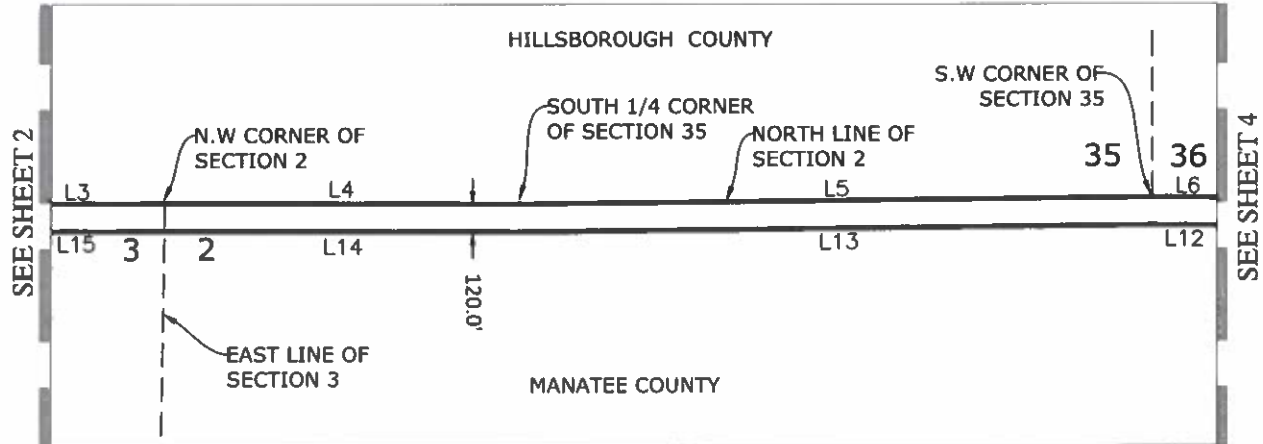 HILLSBOROUGH COUNTY
S.W CORNER OF
SECTION 35
SOUTH 1/4 CORNER
OF SECTION 35
N.W CORNER OF
SECTION 2
NORTH LINE OF
SECTION 2
35
36
SEE SHEET 2
SEE SHEET 4
L3
L4
L5
L6
L15
3
2
L14
L13
L12
120.0'
EAST LINE OF
SECTION 3
MANATEE COUNTY